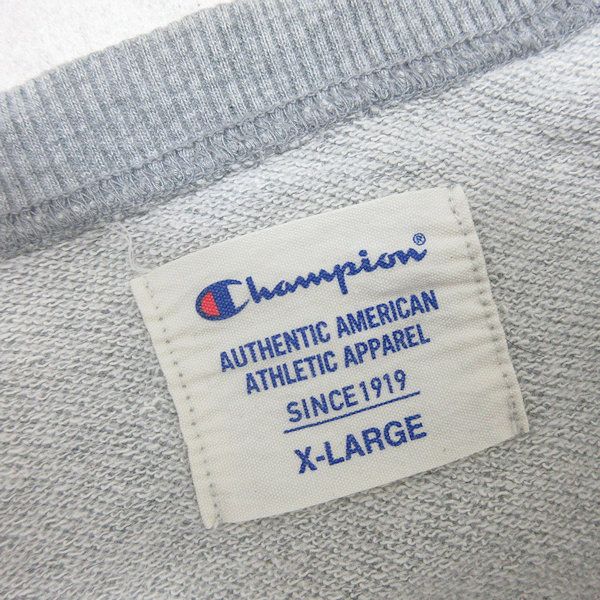 Champion®
AUTHENTIC AMERICAN
ATHLETIC APPAREL
SINCE 1919
X-LARGE